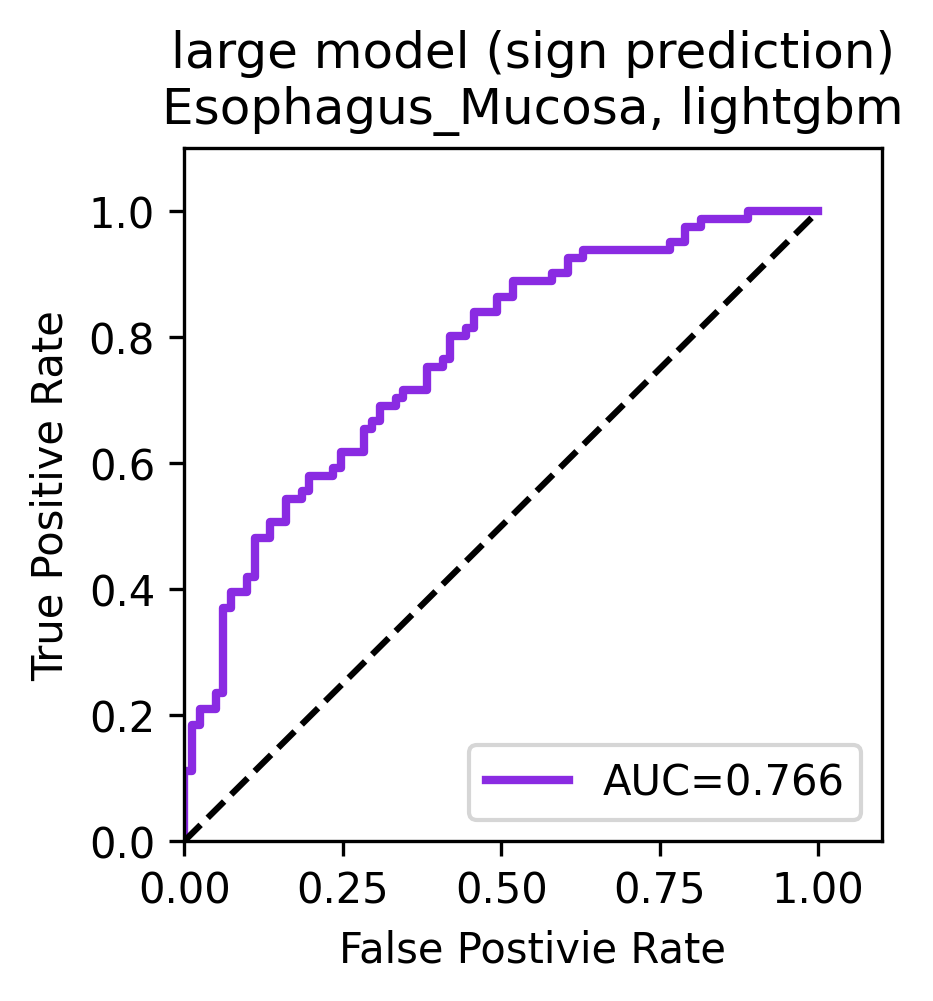 large model (sign prediction)
Esophagus_Mucosa, lightgbm
1.0
0.8
0.6
0.4
0.2
0.0
True Positive Rate
AUC=0.766
0.00 0.25 0.50 0.75 1.00
False Postivie Rate